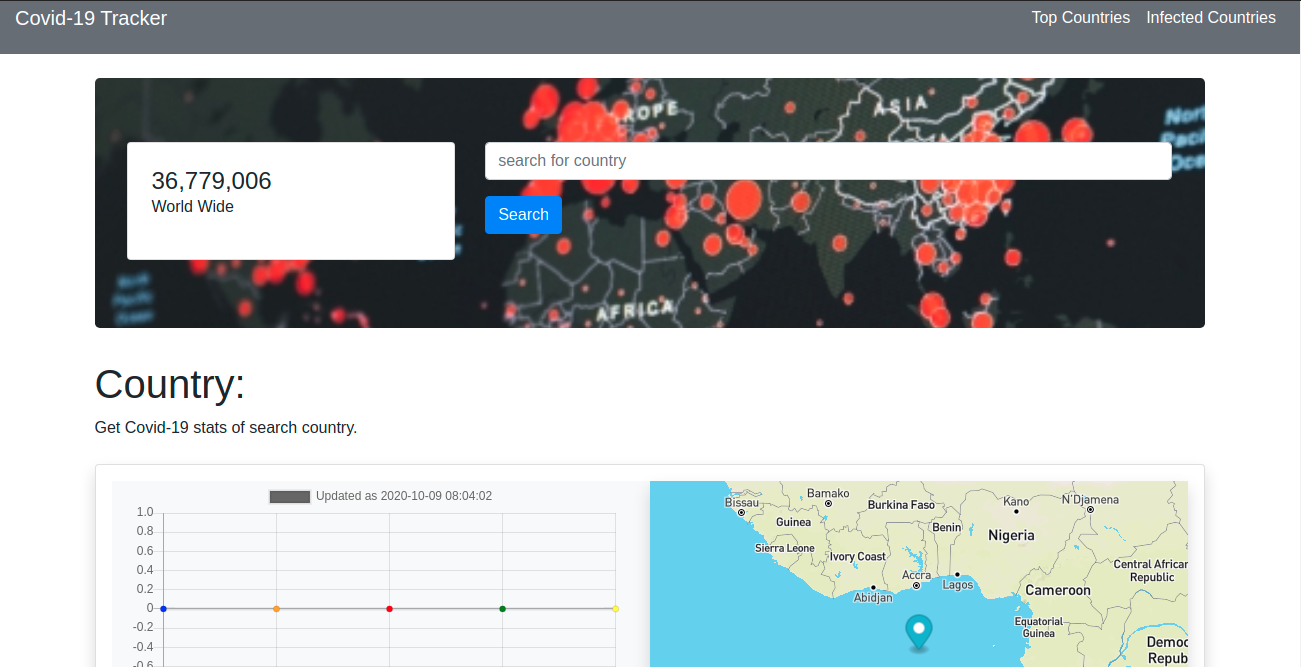 Covid-19 Tracker
Top Countries Infected Countries
ROPE
ASIA
36,779,006
World Wide
search for country
Search
AFRICA
Country:
Get Covid-19 stats of search country.
Updated as 2020-10-09 08:04:02
1.0
0.8
0.6
0.4
0.2
0
-0.2
-0.4
-0.6
Bissau
Bamako
Burkina Faso
Kano
N'Djamena
Guinea
Benin
Nigeria
Sierra Leone
Ivory Coast
Accra
Lagos
Abidjan
Cameroon
Central African
Republic
Equatorial
Guinea
Democ
Repub